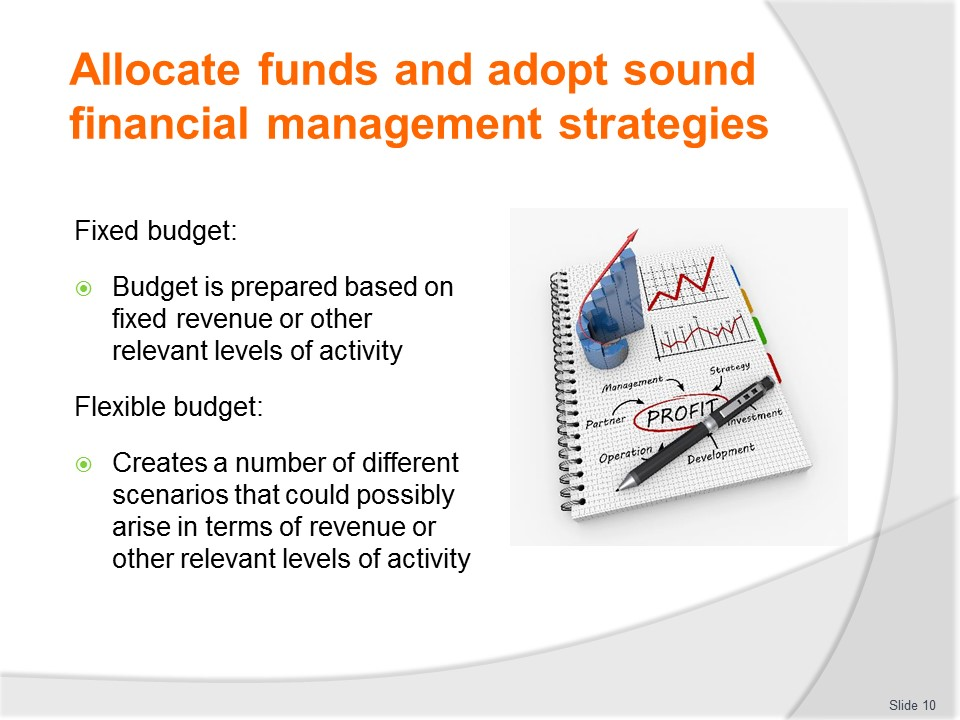 Allocate funds and adopt sound
financial management strategies
Fixed budget:
Budget is prepared based on
fixed revenue or other
relevant levels of activity
Flexible budget:
Creates a number of different
scenarios that could possibly
arise in terms of revenue or
other relevant levels of activity
Strategy
Management
Partner
PROFIT
Investment
Operation
Development
Slide 10